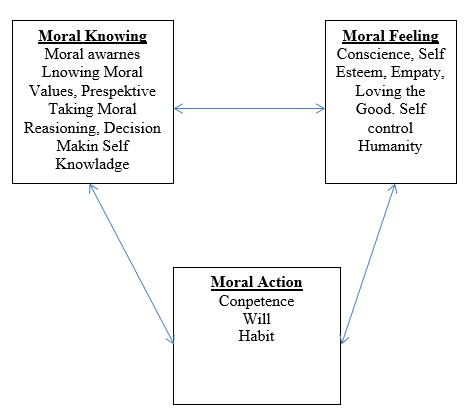 Moral Knowing
Moral awarnes
Lnowing Moral
Values, Prespektive
Taking Moral
Reasioning, Decision
Makin Self
Knowladge
Moral Feeling
Conscience, Self
Esteem, Empaty,
Loving the
Good. Self
control
Humanity
Moral Action
Conpetence
Will
Habit